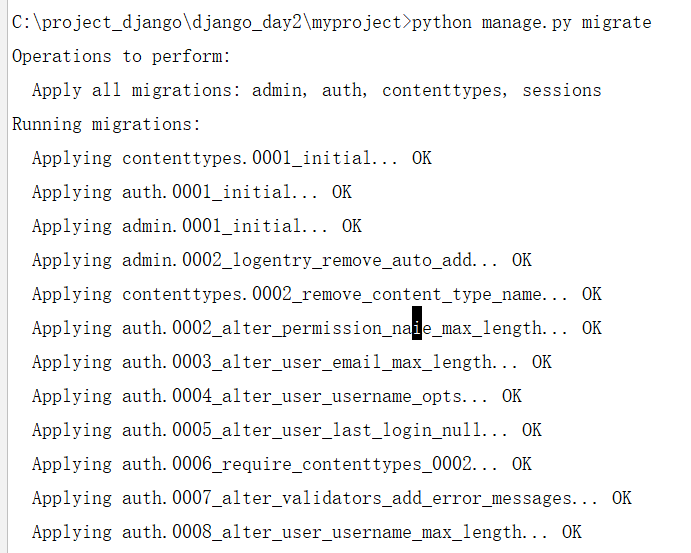 C:\project_django\django_day2\myproject>python manage.py migrate
Operations to perform:
  Apply all migrations: admin, auth, contenttypes, sessions
Running migrations:
  Applying contenttypes.0001_initial... OK
  Applying auth.0001_initial... OK
  Applying admin.0001_initial... OK
  Applying admin.0002_logentry_remove_auto_add... OK
  Applying contenttypes.0002_remove_content_type_name... OK
  Applying auth.0002_alter_permission_naie_max_length... OK
  Applying auth.0003_alter_user_email_max_length... OK
  Applying auth.0004_alter_user_username_opts... OK
  Applying auth.0005_alter_user_last_login_null... OK
  Applying auth.0006_require_contenttypes_0002... OK
  Applying auth.0007_alter_validators_add_error_messages... OK
  Applying auth.0008_alter_user_username_max_length... OK